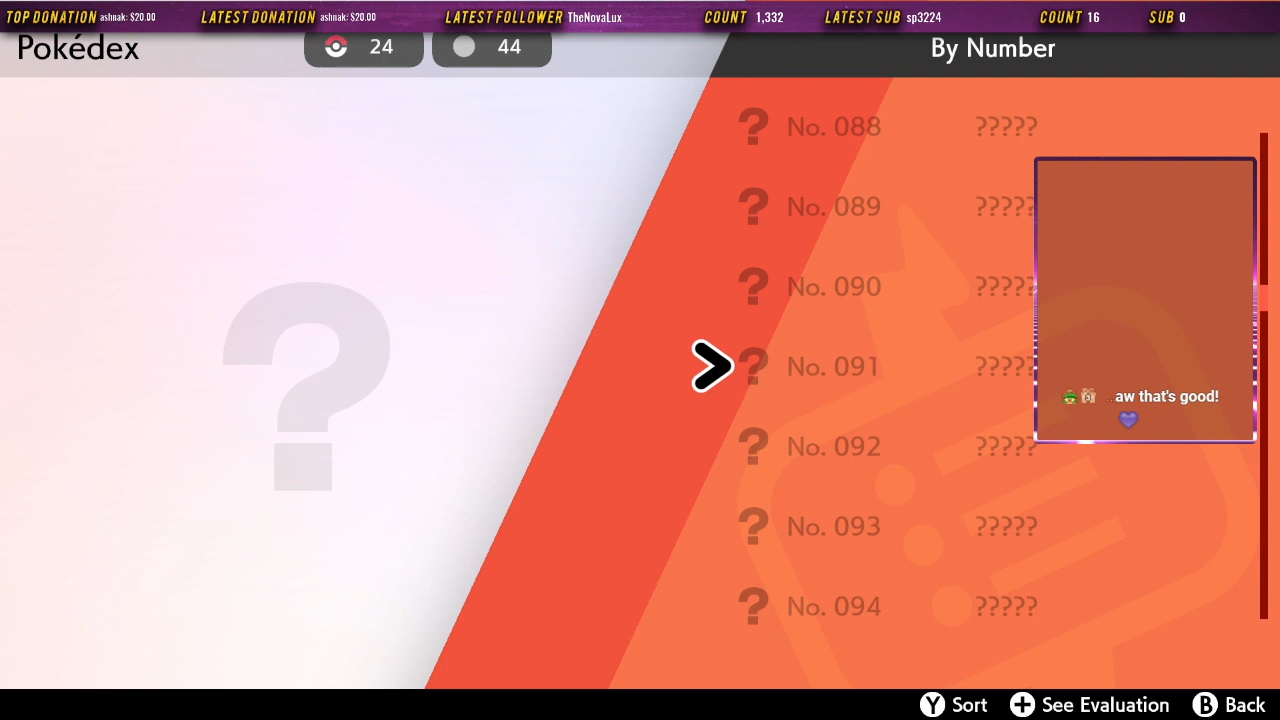 TOP DONATION ashnak: $20.00 LATEST DONATION ashnak: $20.00 LATEST FOLLOWER TheNovaLux COUNT 1,332 LATEST SUB sp3224 COUNT 16 SUB 0
Pokédex 24 44 By Number
? No. 088 ?????
? No. 089 ?????
? No. 090 ?????
? No. 091 ?????
? No. 092 ?????
? No. 093 ?????
? No. 094 ?????
?
aw that's good!
Y Sort + See Evaluation B Back